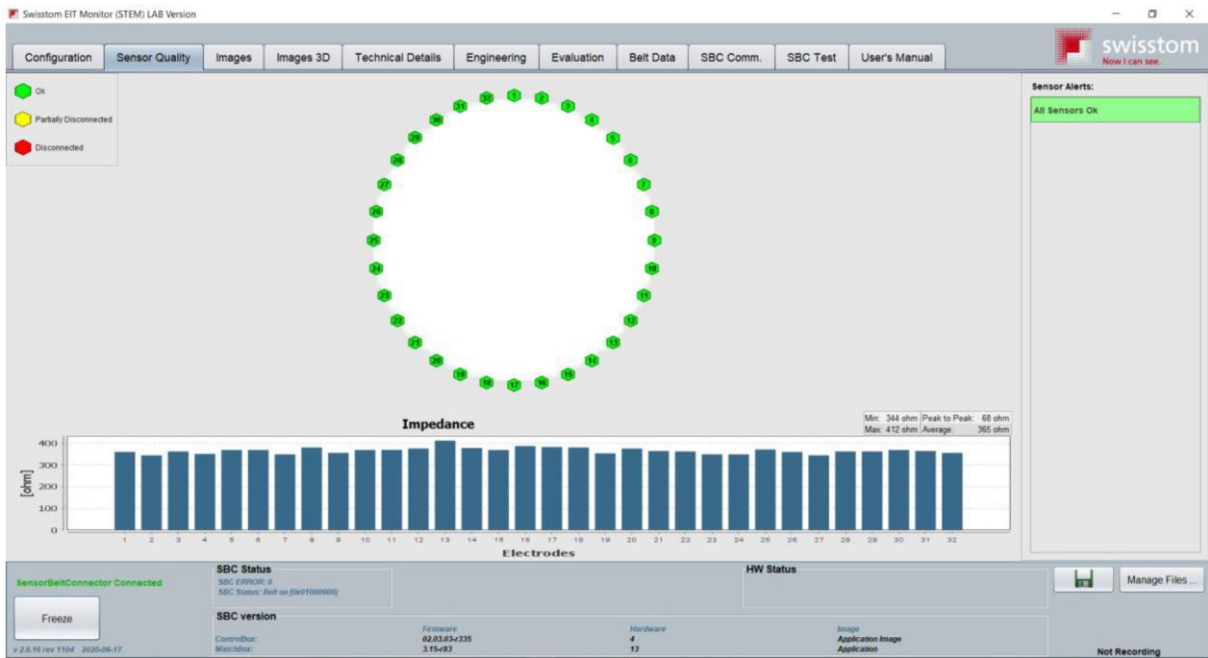 Swisstom EIT Monitor (STEM) LAB Version
Configuration Sensor Quality Images Images 3D Technical Details Engineering Evaluation Belt Data SBC Comm. SBC Test User's Manual
swisstom
Now I can see.
Ok
Partially Disconnected
Disconnected
1 2 3 4 5 6 7 8 9 10 11 12 13 14 15 16 17 18 19 20 21 22 23 24 25 26 27 28 29 30 31 32
Sensor Alerts:
All Sensors Ok
Impedance
Min: 344 ohm Peak to Peak: 68 ohm
Max: 412 ohm Average: 365 ohm
[ohm]
400
300
200
100
0
1 2 3 4 5 6 7 8 9 10 11 12 13 14 15 16 17 18 19 20 21 22 23 24 25 26 27 28 29 30 31 32
Electrodes
SensorBeltConnector Connected
Freeze
v 2.8.16 rev 1104 2020-06-17
SBC Status
SBC ERROR: 0
SBC Status: Belt on [0x01000000]
HW Status
SBC version
Firmware Hardware Image
ControlBox: 02.03.03-r335 4 Application Image
MatchBox: 3.15-r83 13 Application
Manage Files ...
Not Recording